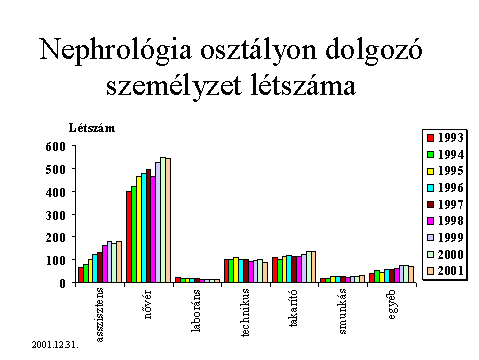 Nephrológia osztályon dolgozó
személyzet létszáma
Létszám
600
500
400
300
200
100
0
asszisztens
nővér
laboráns
technikus
takarító
smunkás
egyéb
1993
1994
1995
1996
1997
1998
1999
2000
2001
2001.12.31.